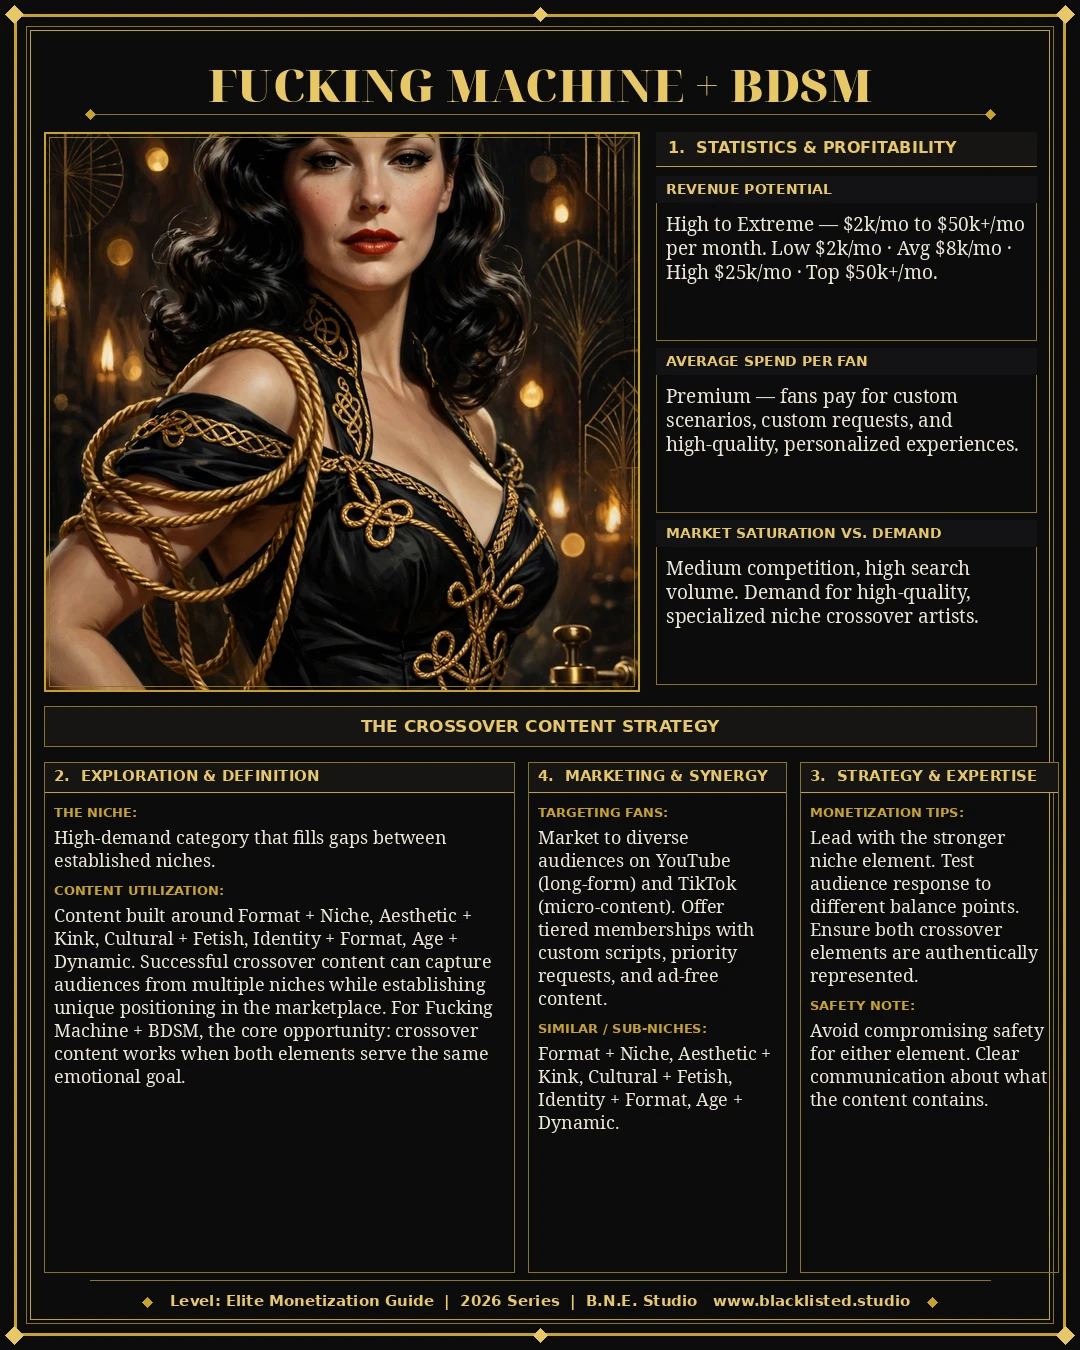 FUCKING MACHINE + BDSM
1. STATISTICS & PROFITABILITY
REVENUE POTENTIAL
High to Extreme — $2k/mo to $50k+/mo
per month. Low $2k/mo · Avg $8k/mo ·
High $25k/mo · Top $50k+/mo.
AVERAGE SPEND PER FAN
Premium — fans pay for custom
scenarios, custom requests, and
high-quality, personalized experiences.
MARKET SATURATION VS. DEMAND
Medium competition, high search
volume. Demand for high-quality,
specialized niche crossover artists.
THE CROSSOVER CONTENT STRATEGY
2. EXPLORATION & DEFINITION
THE NICHE:
High-demand category that fills gaps between
established niches.
CONTENT UTILIZATION:
Content built around Format + Niche, Aesthetic +
Kink, Cultural + Fetish, Identity + Format, Age +
Dynamic. Successful crossover content can capture
audiences from multiple niches while establishing
unique positioning in the marketplace. For Fucking
Machine + BDSM, the core opportunity: crossover
content works when both elements serve the same
emotional goal.
4. MARKETING & SYNERGY
TARGETING FANS:
Market to diverse
audiences on YouTube
(long-form) and TikTok
(micro-content). Offer
tiered memberships with
custom scripts, priority
requests, and ad-free
content.
SIMILAR / SUB-NICHES:
Format + Niche, Aesthetic +
Kink, Cultural + Fetish,
Identity + Format, Age +
Dynamic.
3. STRATEGY & EXPERTISE
MONETIZATION TIPS:
Lead with the stronger
niche element. Test
audience response to
different balance points.
Ensure both crossover
elements are authentically
represented.
SAFETY NOTE:
Avoid compromising safety
for either element. Clear
communication about what
the content contains.
Level: Elite Monetization Guide | 2026 Series | B.N.E. Studio www.blacklisted.studio